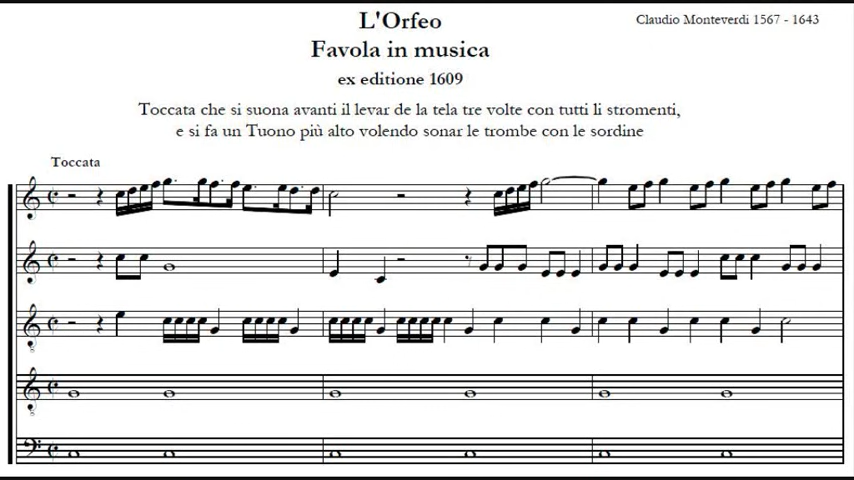 L'Orfeo
Claudio Monteverdi 1567 - 1643
Favola in musica
ex editione 1609
Toccata che si suona avanti il levar de la tela tre volte con tutti li stromenti,
e si fa un Tuono più alto volendo sonar le trombe con le sordine
Toccata